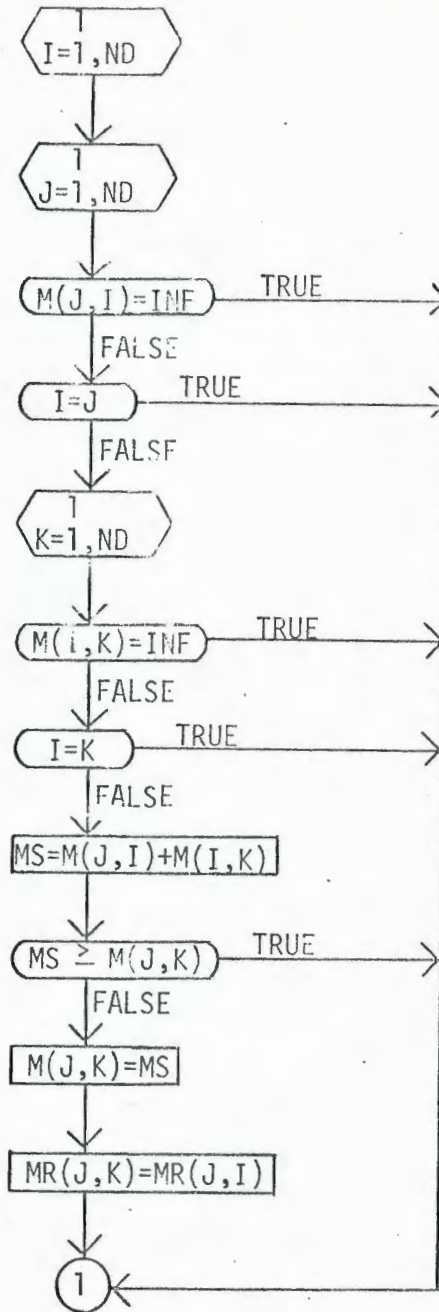 1
I=1,ND
1
J=1,ND
M(J,I)=INF
TRUE
FALSE
I=J
TRUE
FALSE
1
K=1,ND
M(I,K)=INF
TRUE
FALSE
I=K
TRUE
FALSE
MS=M(J,I)+M(I,K)
MS ≥ M(J,K)
TRUE
FALSE
M(J,K)=MS
MR(J,K)=MR(J,I)
1